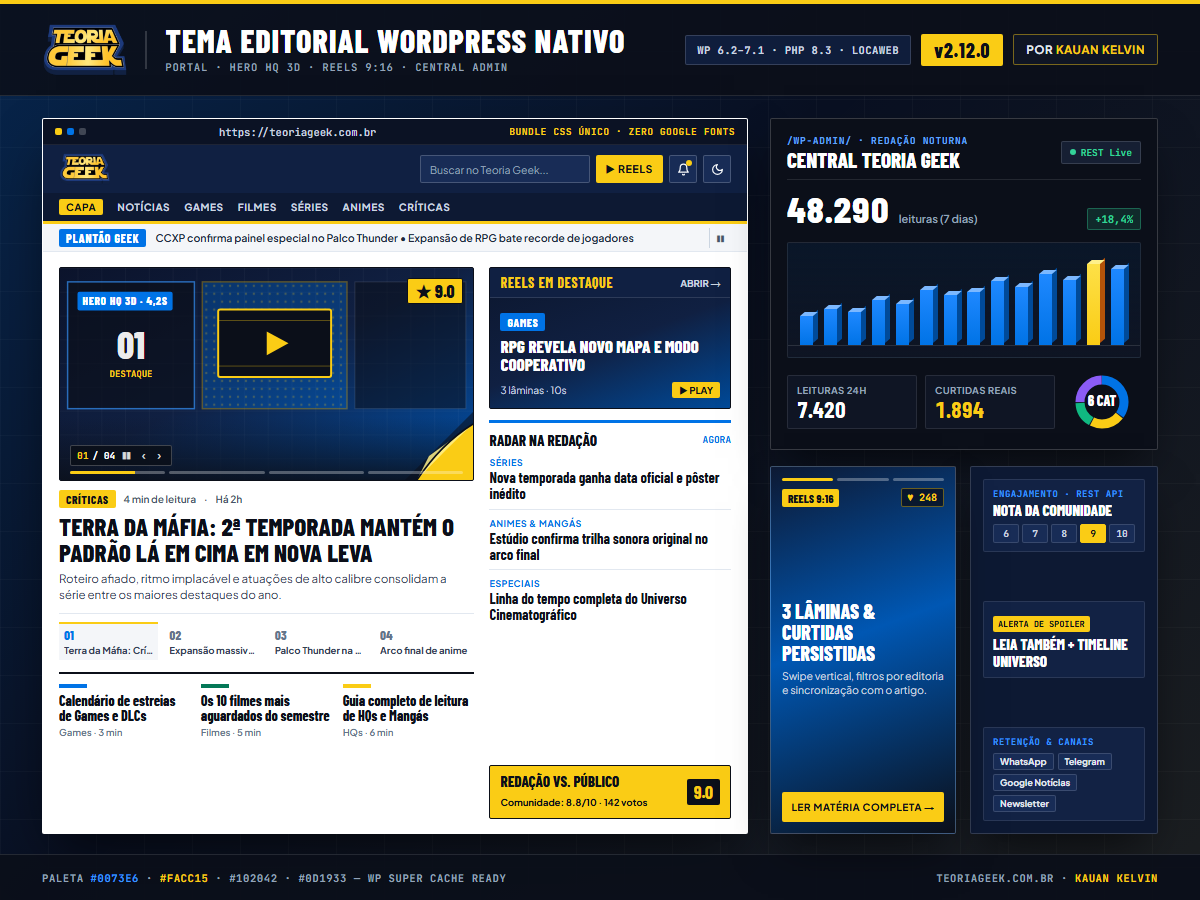 TEORIA
GEEK
TEMA EDITORIAL WORDPRESS NATIVO
PORTAL · HERO HQ 3D · REELS 9:16 · CENTRAL ADMIN
WP 6.2–7.1 · PHP 8.3 · LOCAWEB
v2.12.0
POR KAUAN KELVIN
https://teoriageek.com.br
BUNDLE CSS ÚNICO · ZERO GOOGLE FONTS
TEORIA
GEEK
Buscar no Teoria Geek...
▶ REELS
CAPA NOTÍCIAS GAMES FILMES SÉRIES ANIMES CRÍTICAS
PLANTÃO GEEK
CCXP confirma painel especial no Palco Thunder • Expansão de RPG bate recorde de jogadores
HERO HQ 3D · 4,2S
★ 9.0
01
DESTAQUE
01 / 04
CRÍTICAS
4 min de leitura · Há 2h
TERRA DA MÁFIA: 2ª TEMPORADA MANTÉM O
PADRÃO LÁ EM CIMA EM NOVA LEVA
Roteiro afiado, ritmo implacável e atuações de alto calibre consolidam a
série entre os maiores destaques do ano.
01
Terra da Máfia: Crí...
02
Expansão massiv...
03
Palco Thunder na ...
04
Arco final de anime
Calendário de estreias
de Games e DLCs
Games · 3 min
Os 10 filmes mais
aguardados do semestre
Filmes · 5 min
Guia completo de leitura
de HQs e Mangás
HQs · 6 min
REELS EM DESTAQUE
ABRIR →
GAMES
RPG REVELA NOVO MAPA E MODO
COOPERATIVO
3 lâminas · 10s
▶ PLAY
RADAR NA REDAÇÃO
AGORA
SÉRIES
Nova temporada ganha data oficial e pôster
inédito
ANIMES & MANGÁS
Estúdio confirma trilha sonora original no
arco final
ESPECIAIS
Linha do tempo completa do Universo
Cinematográfico
REDAÇÃO VS. PÚBLICO
Comunidade: 8.8/10 · 142 votos
9.0
/WP-ADMIN/ · REDAÇÃO NOTURNA
CENTRAL TEORIA GEEK
REST Live
48.290
leituras (7 dias)
+18,4%
LEITURAS 24H
7.420
CURTIDAS REAIS
1.894
6 CAT
REELS 9:16
♥ 248
3 LÂMINAS &
CURTIDAS
PERSISTIDAS
Swipe vertical, filtros por editoria
e sincronização com o artigo.
LER MATÉRIA COMPLETA →
ENGAJAMENTO · REST API
NOTA DA COMUNIDADE
6 7 8 9 10
ALERTA DE SPOILER
LEIA TAMBÉM + TIMELINE
UNIVERSO
RETENÇÃO & CANAIS
WhatsApp
Telegram
Google Notícias
Newsletter
PALETA #0073E6 · #FACC15 · #102042 · #0D1933 — WP SUPER CACHE READY
TEORIAGEEK.COM.BR · KAUAN KELVIN